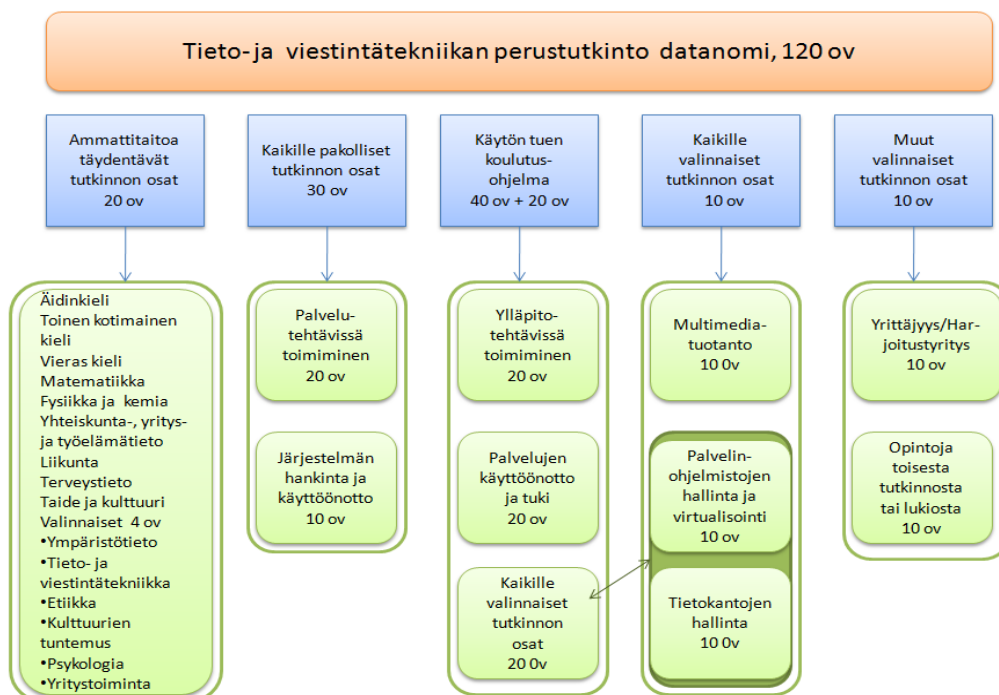 Tieto-ja viestintätekniikan perustutkinto datanomi, 120 ov
Ammattitaitoa
täydentävät
tutkinnon osat
20 ov
Kaikille pakolliset
tutkinnon osat
30 ov
Käytön tuen
koulutus-
ohjelma
40 ov + 20 ov
Kaikille
valinnaiset
tutkinnon osat
10 ov
Muut
valinnaiset
tutkinnon osat
10 ov
Äidinkieli
Toinen kotimainen
kieli
Vieras kieli
Matematiikka
Fysiikka ja kemia
Yhteiskunta-, yritys-
ja työelämätieto
Liikunta
Terveystieto
Taide ja kulttuuri
Valinnaiset 4 ov
•Ympäristötieto
•Tieto- ja
viestintätekniikka
•Etiikka
•Kulttuurien
tuntemus
•Psykologia
•Yritystoiminta
Palvelu-
tehtävissä
toimiminen
20 ov
Järjestelmän
hankinta ja
käyttöönotto
10 ov
Ylläpito-
tehtävissä
toimiminen
20 ov
Palvelujen
käyttöönotto
ja tuki
20 ov
Kaikille
valinnaiset
tutkinnon
osat
20 0v
Multimedia-
tuotanto
10 0v
Palvelin-
ohjelmistojen
hallinta ja
virtualisointi
10 ov
Tietokantojen
hallinta
10 0v
Yrittäjyys/Har-
joitustyritys
10 ov
Opintoja
toisesta
tutkinnosta
tai lukiosta
10 ov